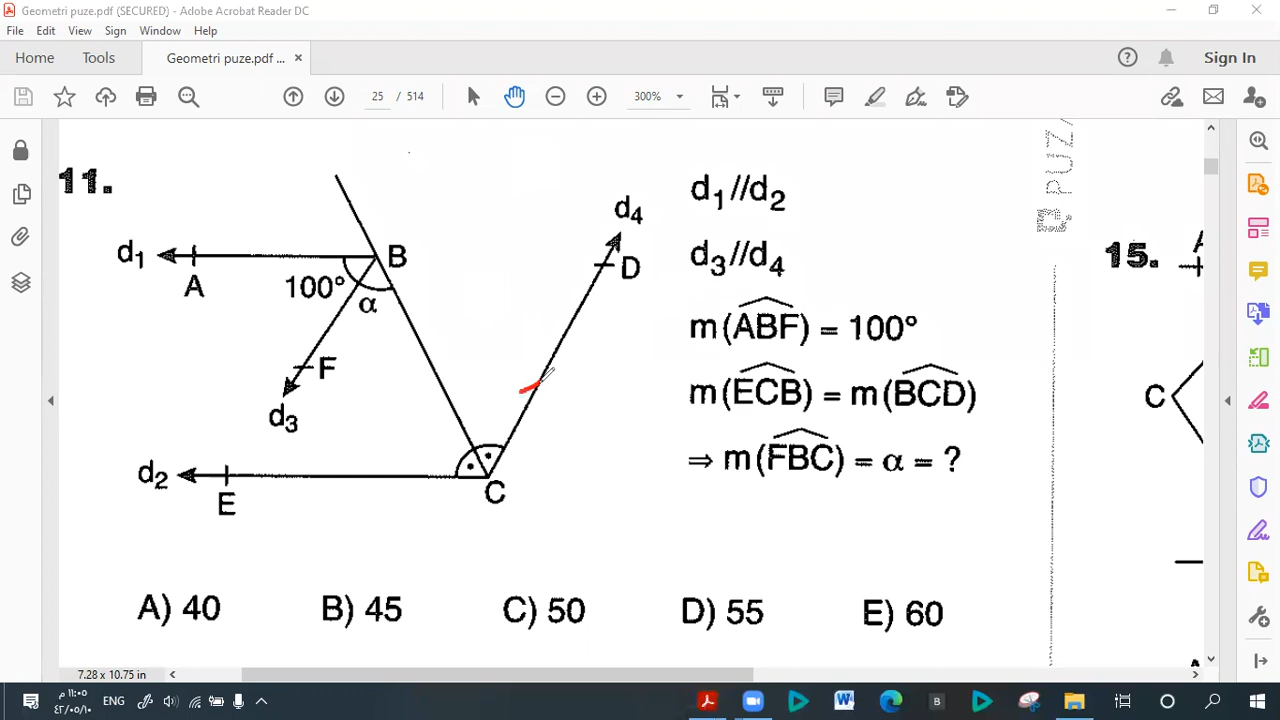 Geometri puze.pdf (SECURED) - Adobe Acrobat Reader DC
File Edit View Sign Window Help
Home Tools Geometri puze.pdf ... Sign In
25 / 514 300%
11.
d1//d2
d3//d4
m(ABF) = 100°
m(ECB) = m(BCD)
⇒ m(FBC) = α = ?
d1 A B 100° α
F d3
d4 D
d2 E C
A) 40 B) 45 C) 50 D) 55 E) 60
15.
A
C
7.28 x 10.75 in
ENG